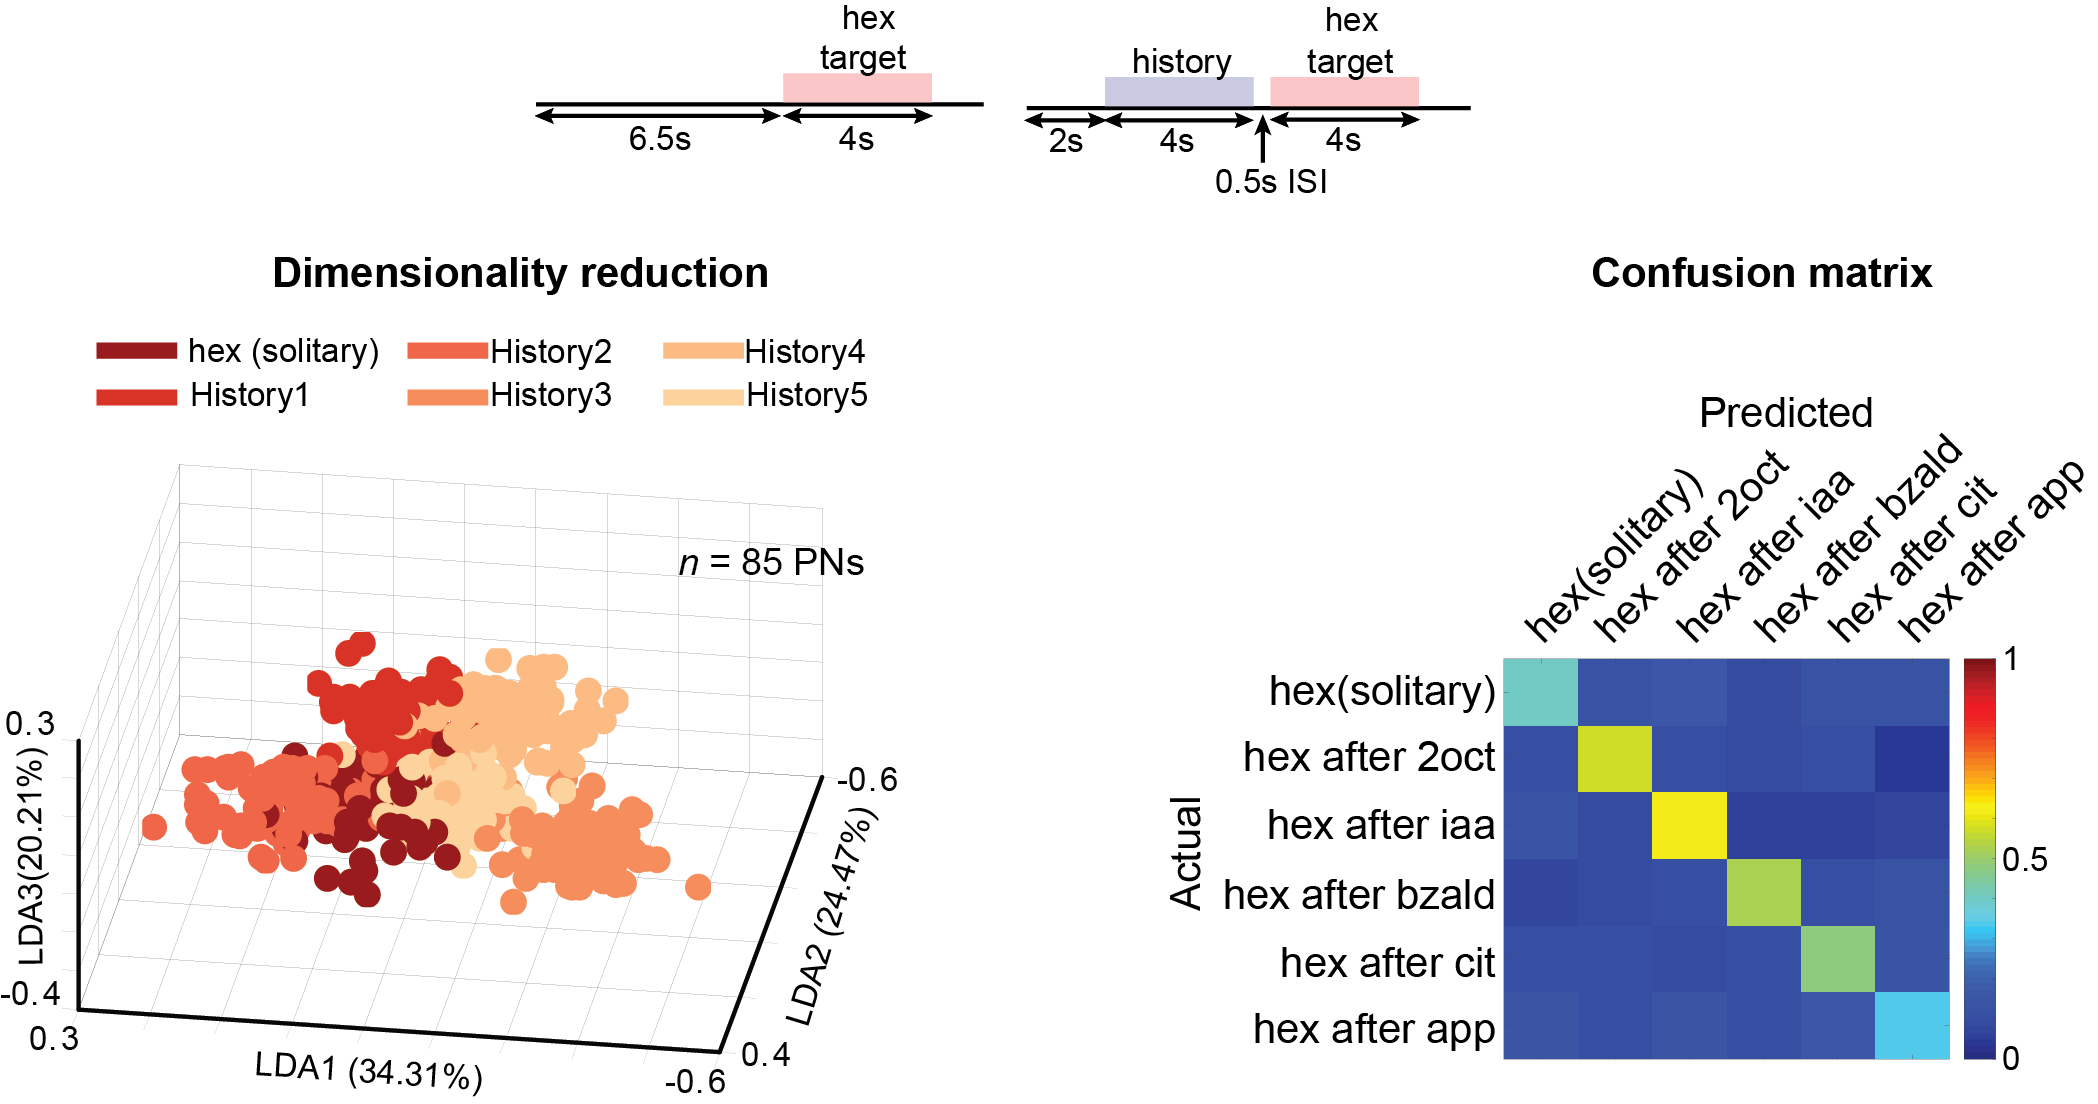 hex
target
6.5s
4s
history
hex
target
2s
4s
4s
0.5s ISI
Dimensionality reduction
hex (solitary)
History2
History4
History1
History3
History5
n = 85 PNs
0.3
-0.4
LDA3(20.21%)
0.3
LDA1 (34.31%)
-0.6
0.4
LDA2 (24.47%)
-0.6
Confusion matrix
Predicted
hex(solitary)
hex after 2oct
hex after iaa
hex after bzald
hex after cit
hex after app
Actual
hex(solitary)
hex after 2oct
hex after iaa
hex after bzald
hex after cit
hex after app
1
0.5
0